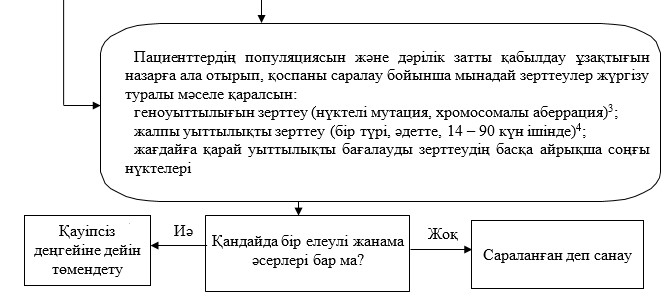 Пациенттердің популяциясын және дәрілік затты қабылдау ұзақтығын
назарға ала отырып, қоспаны саралау бойынша мынадай зерттеулер жүргізу
туралы мәселе қаралсын:
геноуыттылығын зерттеу (нүктелі мутация, хромосомалы аберрация)³;
жалпы уыттылықты зерттеу (бір түрі, әдетте, 14 – 90 күн ішінде)⁴;
жағдайға қарай уыттылықты бағалауды зерттеудің басқа айрықша соңғы
нүктелері
Қауіпсіз
деңгейіне дейін
төмендету
Иә
Қандайда бір елеулі жанама
әсерлері бар ма?
Жоқ
Сараланған деп санау